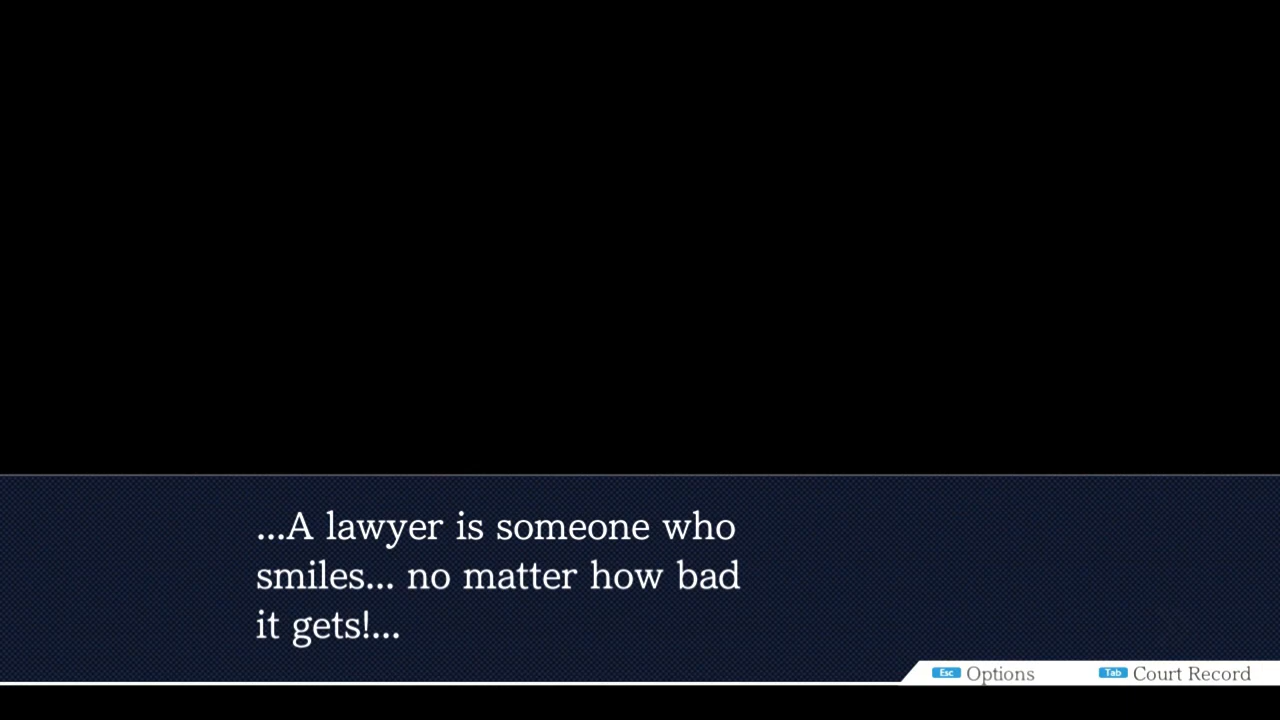 ...A lawyer is someone who
smiles... no matter how bad
it gets!...
Esc Options Tab Court Record